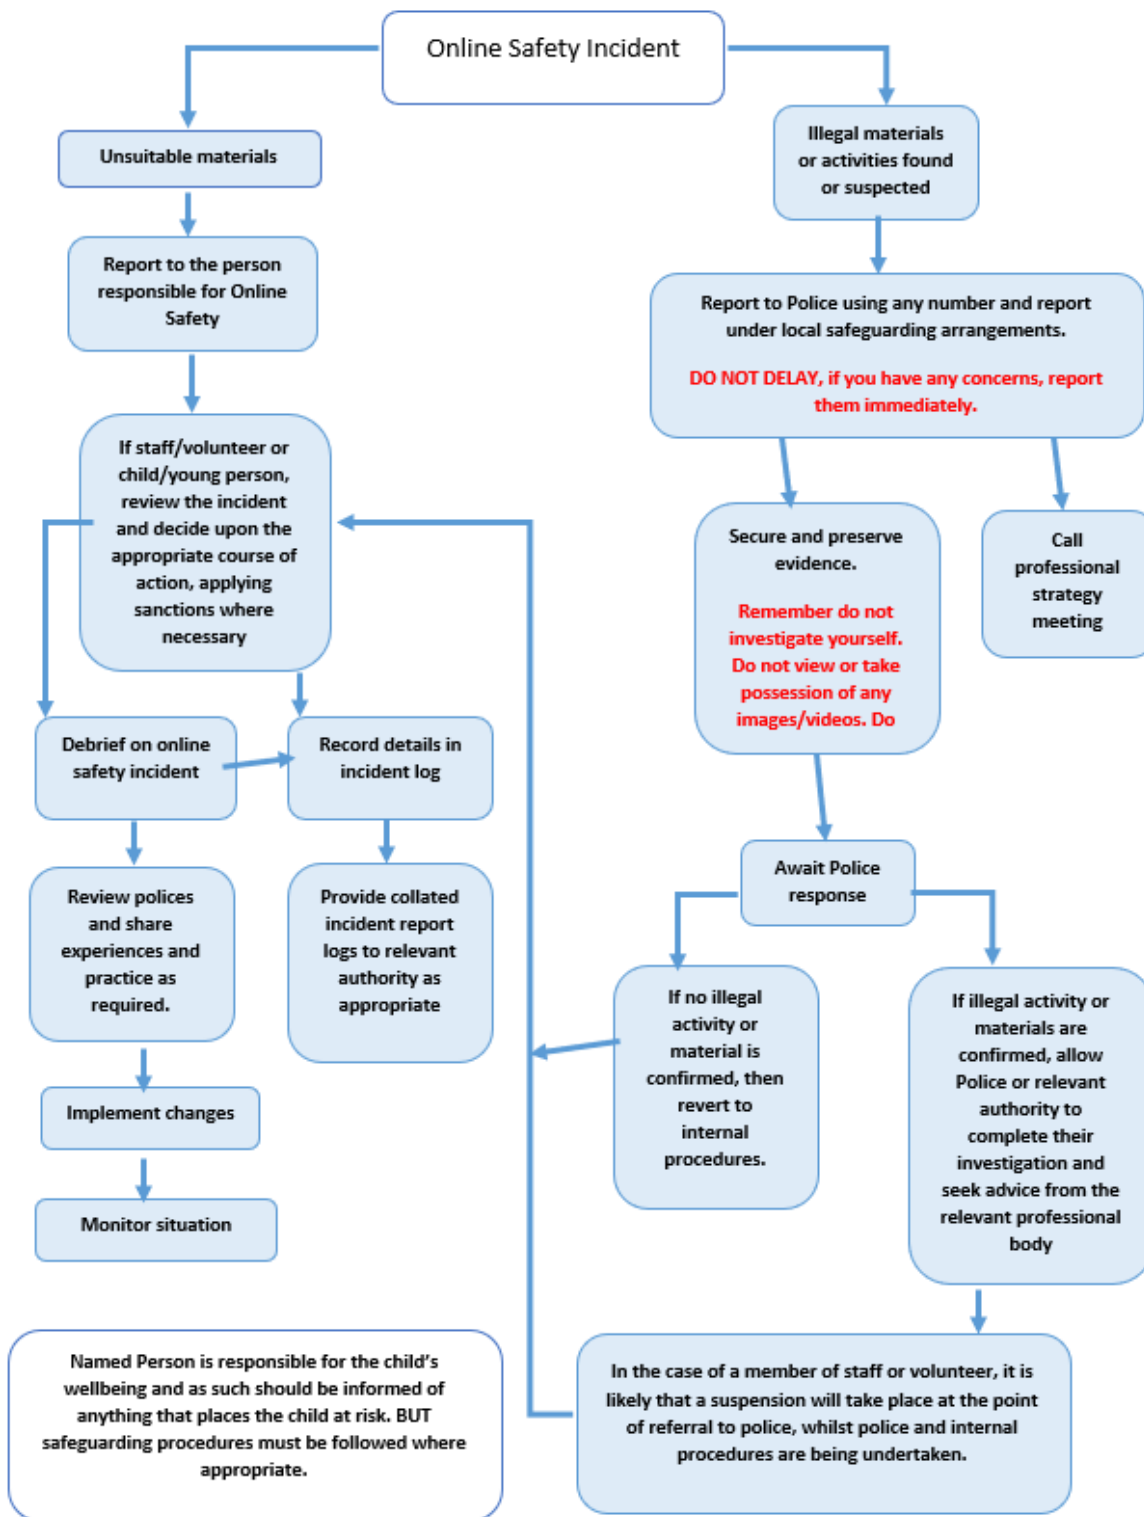 Online Safety Incident
Unsuitable materials
Illegal materials
or activities found
or suspected
Report to the person
responsible for Online
Safety
Report to Police using any number and report
under local safeguarding arrangements.
DO NOT DELAY, if you have any concerns, report
them immediately.
If staff/volunteer or
child/young person,
review the incident
and decide upon the
appropriate course of
action, applying
sanctions where
necessary
Secure and preserve
evidence.
Remember do not
investigate yourself.
Do not view or take
possession of any
images/videos. Do
Call
professional
strategy
meeting
Debrief on online
safety incident
Record details in
incident log
Await Police
response
Review polices
and share
experiences and
practice as
required.
Provide collated
incident report
logs to relevant
authority as
appropriate
If no illegal
activity or
material is
confirmed, then
revert to
internal
procedures.
If illegal activity or
materials are
confirmed, allow
Police or relevant
authority to
complete their
investigation and
seek advice from the
relevant professional
body
Implement changes
Monitor situation
Named Person is responsible for the child's
wellbeing and as such should be informed of
anything that places the child at risk. BUT
safeguarding procedures must be followed where
appropriate.
In the case of a member of staff or volunteer, it is
likely that a suspension will take place at the point
of referral to police, whilst police and internal
procedures are being undertaken.